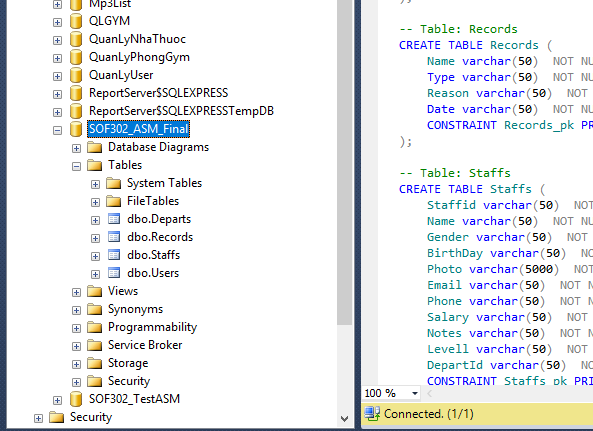 Mp3List
QLGYM
QuanLyNhaThuoc
QuanLyPhongGym
QuanLyUser
ReportServer$SQLEXPRESS
ReportServer$SQLEXPRESSTempDB
SOF302_ASM_Final
Database Diagrams
Tables
System Tables
FileTables
dbo.Departs
dbo.Records
dbo.Staffs
dbo.Users
Views
Synonyms
Programmability
Service Broker
Storage
Security
SOF302_TestASM
Security
);
-- Table: Records
CREATE TABLE Records (
Name varchar(50)  NOT NU
Type varchar(50)  NOT NU
Reason varchar(50)  NOT
Date varchar(50)  NOT NU
CONSTRAINT Records_pk PR
);
-- Table: Staffs
CREATE TABLE Staffs (
Staffid varchar(50)  NOT
Name varchar(50)  NOT NU
Gender varchar(50)  NOT
BirthDay varchar(50)  NO
Photo varchar(5000)  NOT
Email varchar(50)  NOT N
Phone varchar(50)  NOT N
Salary varchar(50)  NOT
Notes varchar(50)  NOT N
Levell varchar(50)  NOT
DepartId varchar(50)  NO
CONSTRAINT Staffs_pk PRI
100 %
Connected. (1/1)